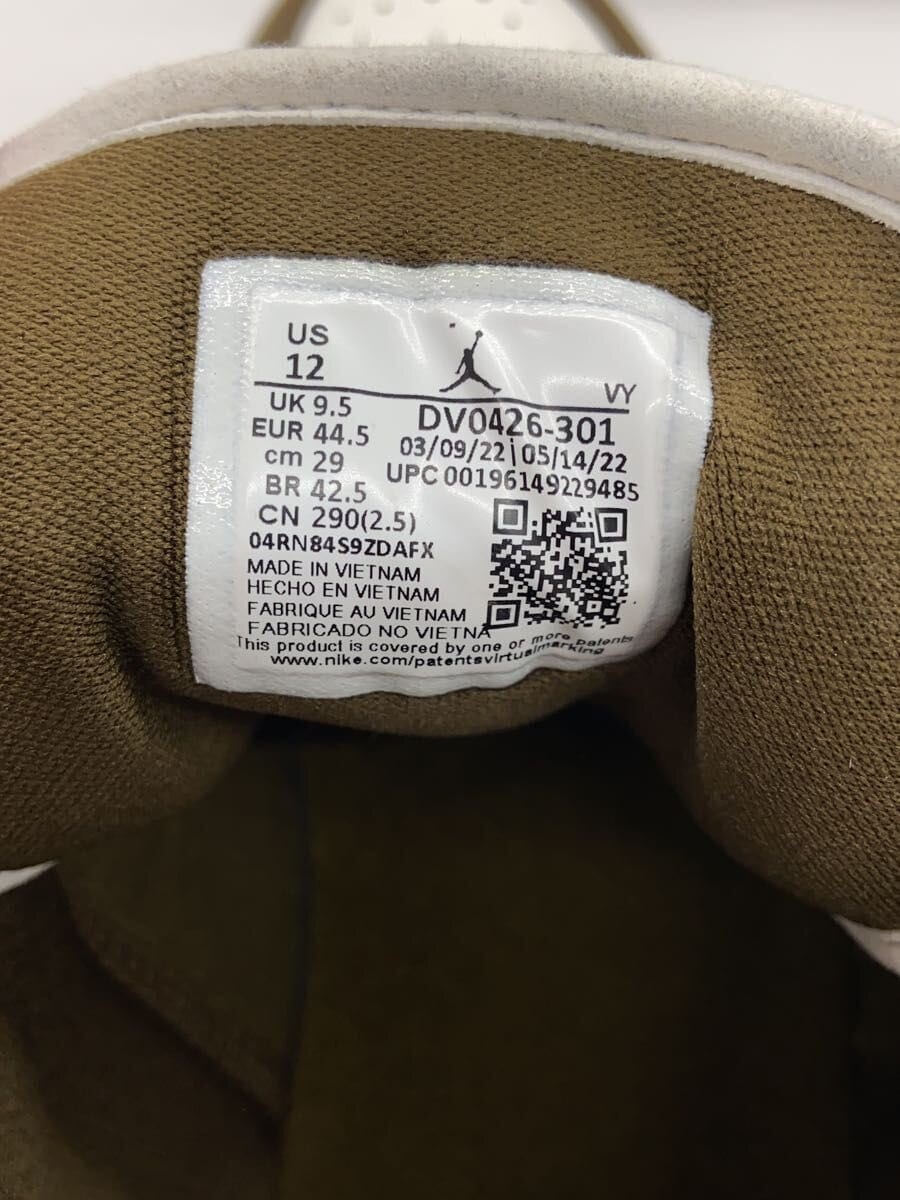 US
12
VY
UK 9.5
EUR 44.5
cm 29
BR 42.5
CN 290(2.5)
DV0426-301
03/09/22\05/14/22
UPC 00196149229485
04RN84S9ZDAFX
MADE IN VIETNAM
HECHO EN VIETNAM
FABRIQUE AU VIETNAM
FABRICADO NO VIETNA
This product is covered by one or more patents
www.nike.com/patentsvirtualmarking